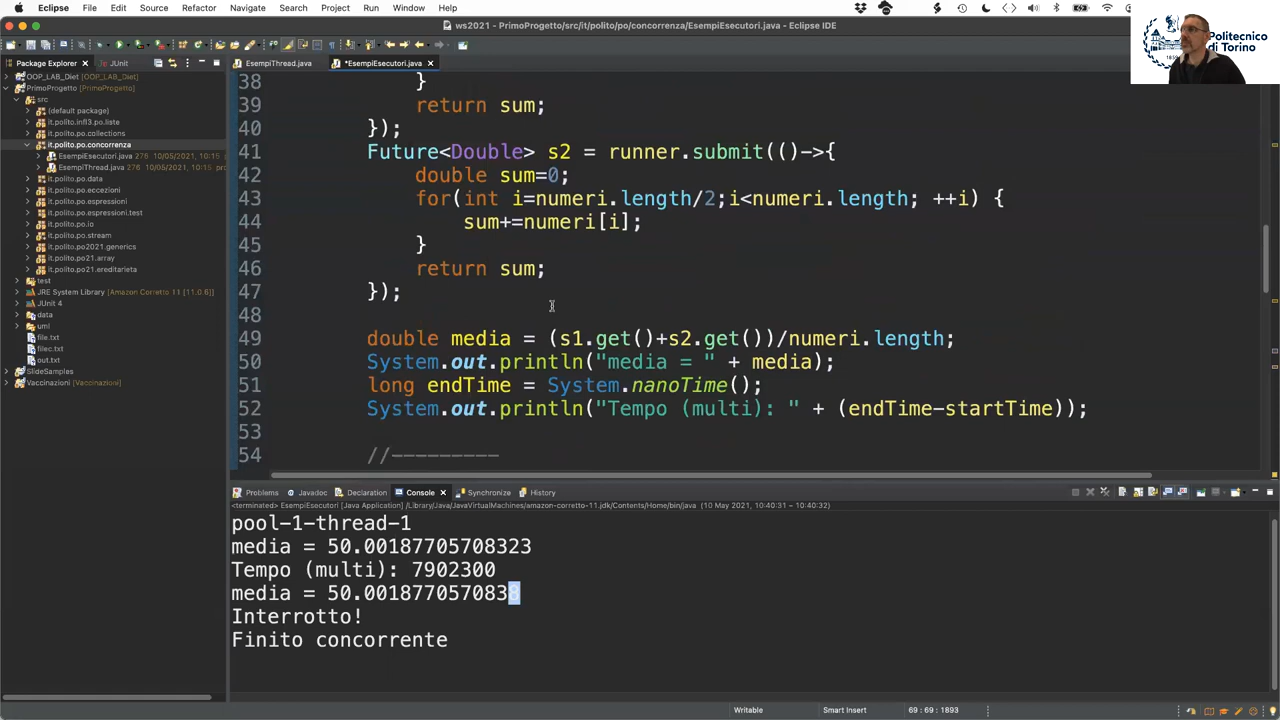 Eclipse File Edit Source Refactor Navigate Search Project Run Window Help
ws2021 - PrimoProgetto/src/it/polito/po/concorrenza/EsempiEsecutori.java - Eclipse IDE
Politecnico
di Torino
Package Explorer JUnit
EsempiThread.java *EsempiEsecutori.java
OOP_LAB_Diet [OOP_LAB_Diet]
PrimoProgetto [PrimoProgetto]
src
(default package)
it.polito.inf13.po.liste
it.polito.po.collections
it.polito.po.concorrenza
EsempiEsecutori.java 276 10/05/2021, 10:15
EsempiThread.java 276 10/05/2021, 10:15
it.polito.po.data
it.polito.po.eccezioni
it.polito.po.espressioni
it.polito.po.espressioni.test
it.polito.po.io
it.polito.po.stream
it.polito.po2021.generics
it.polito.po21.array
it.polito.po21.ereditarieta
test
JRE System Library [Amazon Corretto 11 [11.0.6]]
JUnit 4
data
uml
file.txt
filec.txt
out.txt
SlideSamples
Vaccinazioni [Vaccinazioni]
38 }
39 return sum;
40 });
41 Future<Double> s2 = runner.submit(()->{
42 double sum=0;
43 for(int i=numeri.length/2;i<numeri.length; ++i) {
44 sum+=numeri[i];
45 }
46 return sum;
47 });
48
49 double media = (s1.get()+s2.get())/numeri.length;
50 System.out.println("media = " + media);
51 long endTime = System.nanoTime();
52 System.out.println("Tempo (multi): " + (endTime-startTime));
53
54 //---------
Problems Javadoc Declaration Console Synchronize History
<terminated> EsempiEsecutori [Java Application] /Library/Java/JavaVirtualMachines/amazon-corretto-11.jdk/Contents/Home/bin/java (10 May 2021, 10:40:31 – 10:40:32)
pool-1-thread-1
media = 50.00187705708323
Tempo (multi): 7902300
media = 50.0018770570838
Interrotto!
Finito concorrente
Writable Smart Insert 69 : 69 : 1893